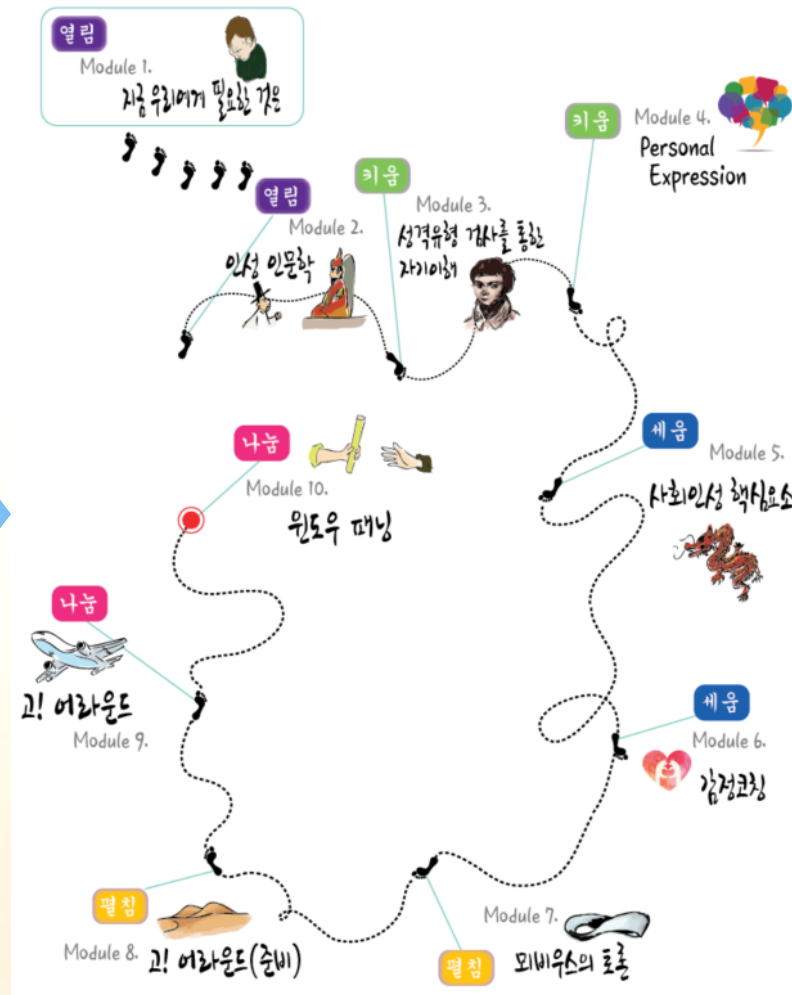 열림
Module 1.
지금 우리에게 필요한 것은
열림
Module 2.
인성 인문학
키움
Module 3.
성격유형 검사를 통한
자기이해
키움
Module 4.
Personal
Expression
세움
Module 5.
사회인성 핵심요소
세움
Module 6.
감정코칭
펼침
Module 7.
뫼비우스의 토론
펼침
Module 8.
고! 어라운드(준비)
나눔
고! 어라운드
Module 9.
나눔
Module 10.
윈도우 패닝